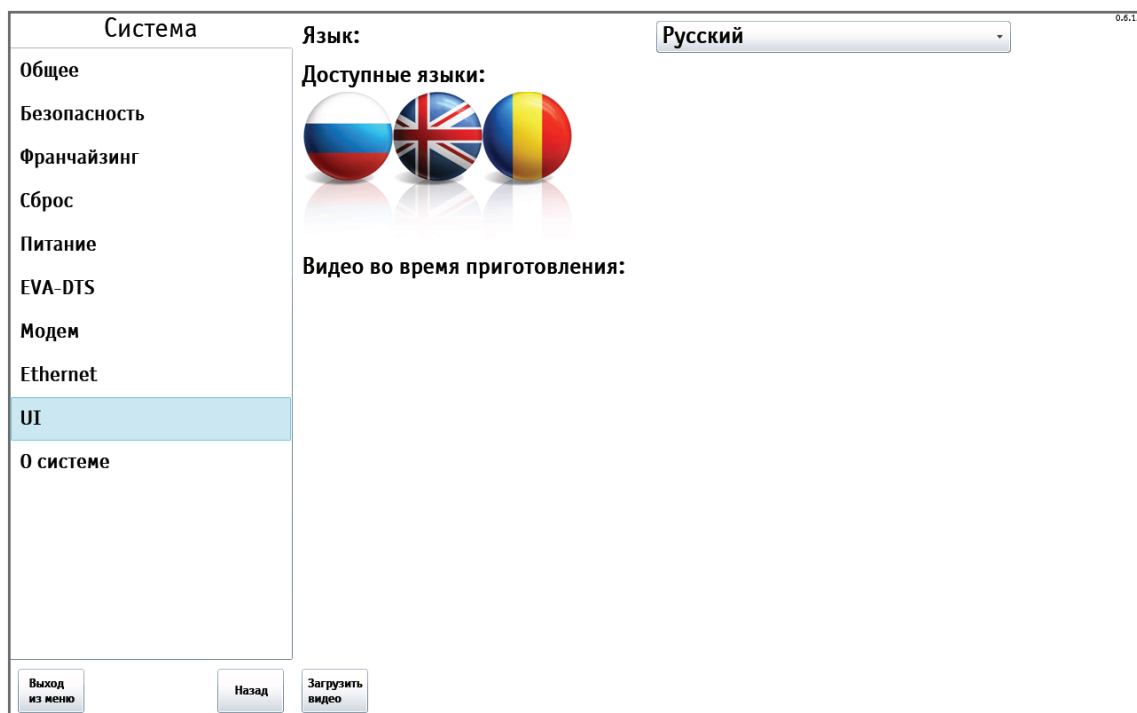 Система
0.6.1
Язык:
Русский
Доступные языки:
Общее
Безопасность
Франчайзинг
Сброс
Питание
EVA-DTS
Модем
Ethernet
UI
О системе
Видео во время приготовления:
Выход
из меню
Назад
Загрузить
видео